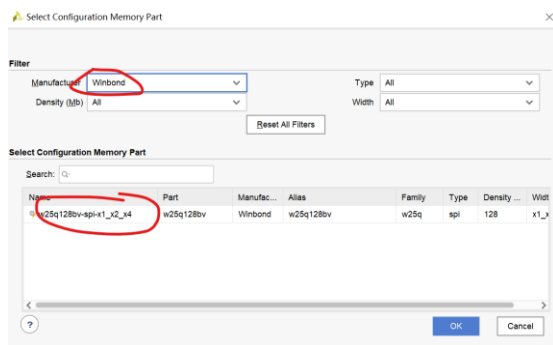 Select Configuration Memory Part
Filter
Manufacturer Winbond Type All
Density (Mb) All Width All
Reset All Filters
Select Configuration Memory Part
Search:
Name Part Manufac... Alias Family Type Density ... Widt
w25q128bv-spi-x1_x2_x4 w25q128bv Winbond w25q128bv w25q spi 128 x1_x
? OK Cancel